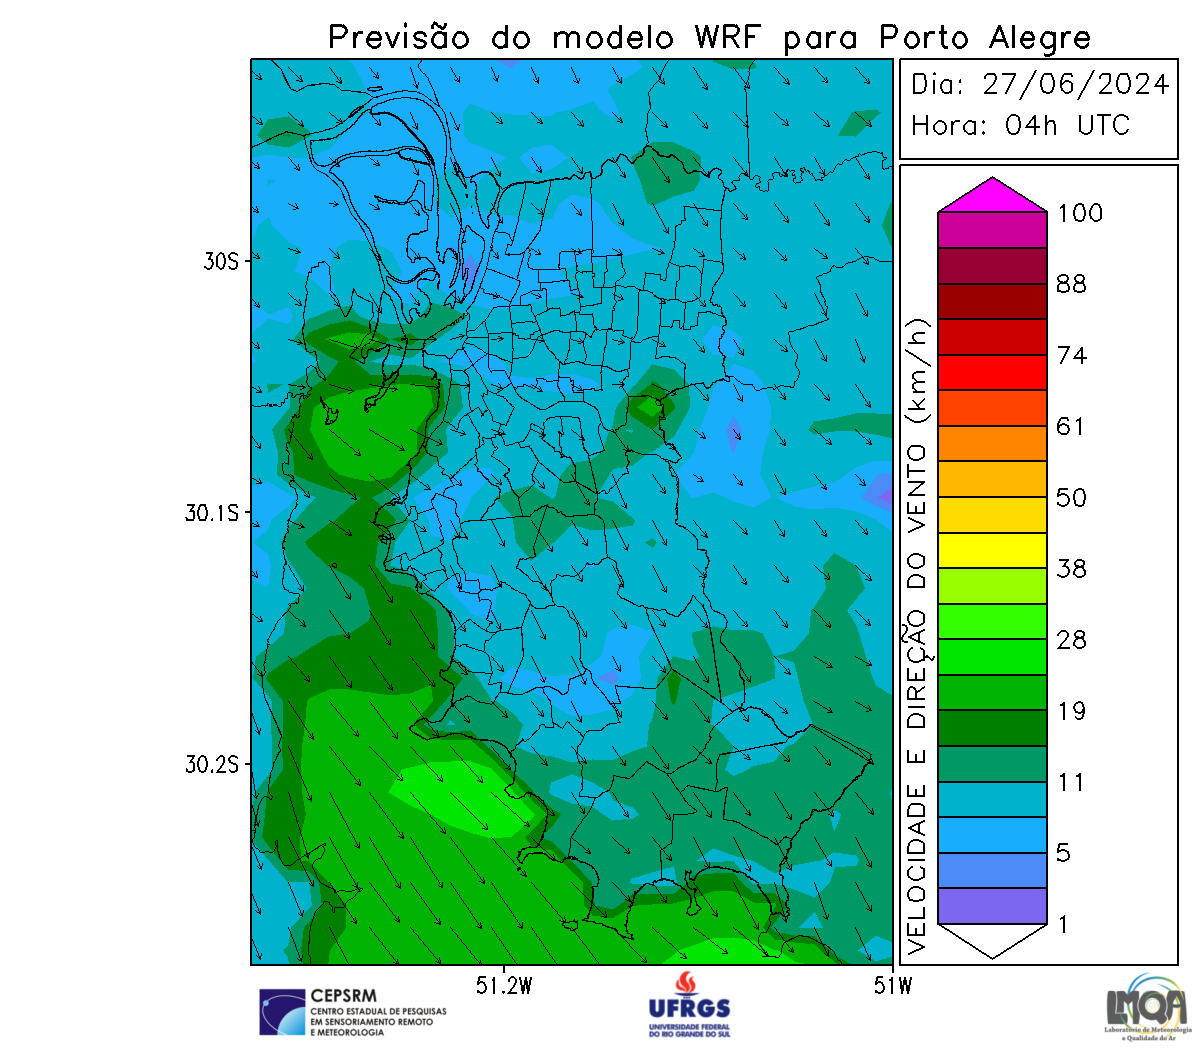 Previsão do modelo WRF para Porto Alegre
Dia: 27/06/2024
Hora: 04h UTC
VELOCIDADE E DIREÇÃO DO VENTO (km/h)
100
88
74
61
50
38
28
19
11
5
1
30S
30.1S
30.2S
51.2W
51W
CEPSRM
CENTRO ESTADUAL DE PESQUISAS
EM SENSORIAMENTO REMOTO
E METEOROLOGIA
UFRGS
UNIVERSIDADE FEDERAL
DO RIO GRANDE DO SUL
LMQA
Laboratório de Meteorologia
e Qualidade do Ar